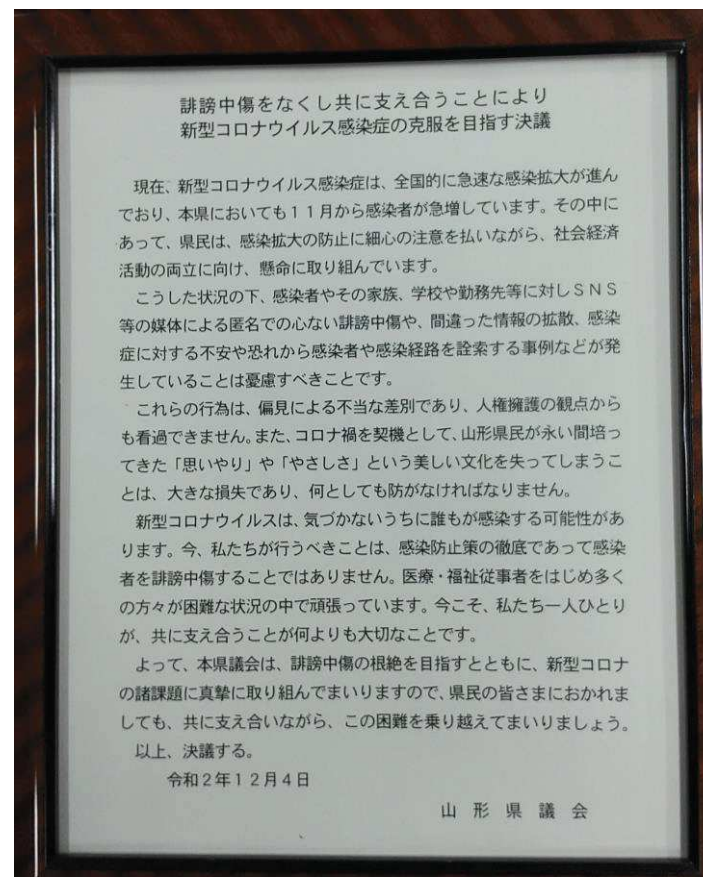 誹謗中傷をなくし共に支え合うことにより
新型コロナウイルス感染症の克服を目指す決議
現在、新型コロナウイルス感染症は、全国的に急速な感染拡大が進ん
でおり、本県においても11月から感染者が急増しています。その中に
あって、県民は、感染拡大の防止に細心の注意を払いながら、社会経済
活動の両立に向け、懸命に取り組んでいます。
こうした状況の下、感染者やその家族、学校や勤務先等に対しSNS
等の媒体による匿名での心ない誹謗中傷や、間違った情報の拡散、感染
症に対する不安や恐れから感染者や感染経路を詮索する事例などが発
生していることは憂慮すべきことです。
これらの行為は、偏見による不当な差別であり、人権擁護の観点から
も看過できません。また、コロナ禍を契機として、山形県民が永い間培っ
てきた「思いやり」や「やさしさ」という美しい文化を失ってしまうこ
とは、大きな損失であり、何としても防がなければなりません。
新型コロナウイルスは、気づかないうちに誰もが感染する可能性があ
ります。今、私たちが行うべきことは、感染防止策の徹底であって感染
者を誹謗中傷することではありません。医療・福祉従事者をはじめ多く
の方々が困難な状況の中で頑張っています。今こそ、私たち一人ひとり
が、共に支え合うことが何よりも大切なことです。
よって、本県議会は、誹謗中傷の根絶を目指すとともに、新型コロナ
の諸課題に真摯に取り組んでまいりますので、県民の皆さまにおかれま
しても、共に支え合いながら、この困難を乗り越えてまいりましょう。
以上、決議する。
令和2年12月4日
山形県議会